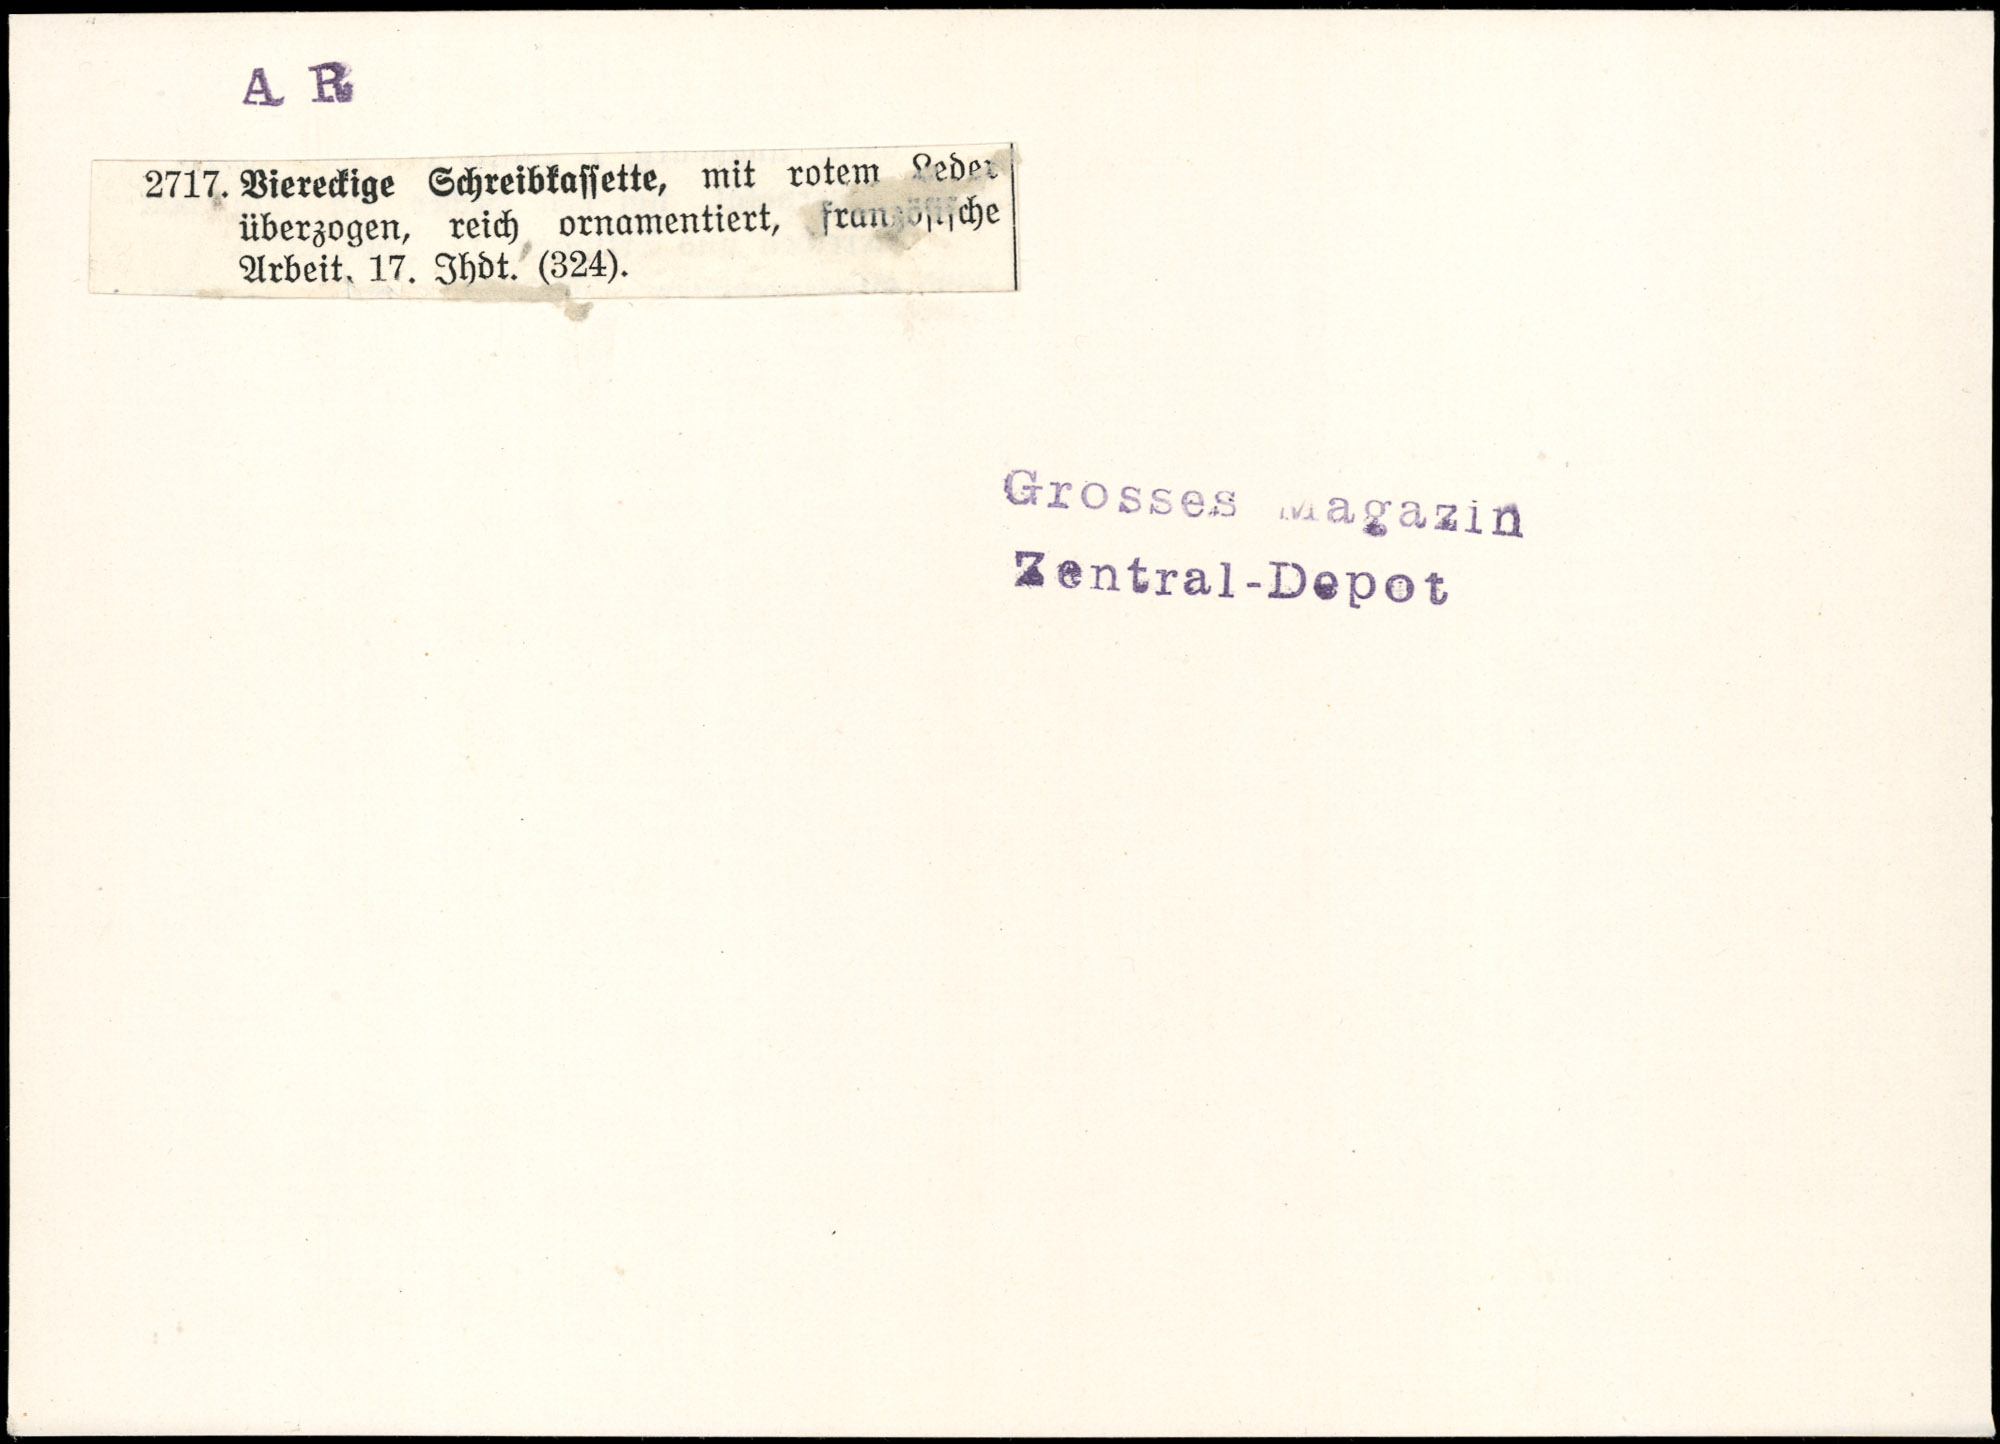 A R
2717. Viereckige Schreibkassette, mit rotem Leder
überzogen, reich ornamentiert, französische
Arbeit, 17. Jhdt. (324).
Grosses Magazin
Zentral-Depot